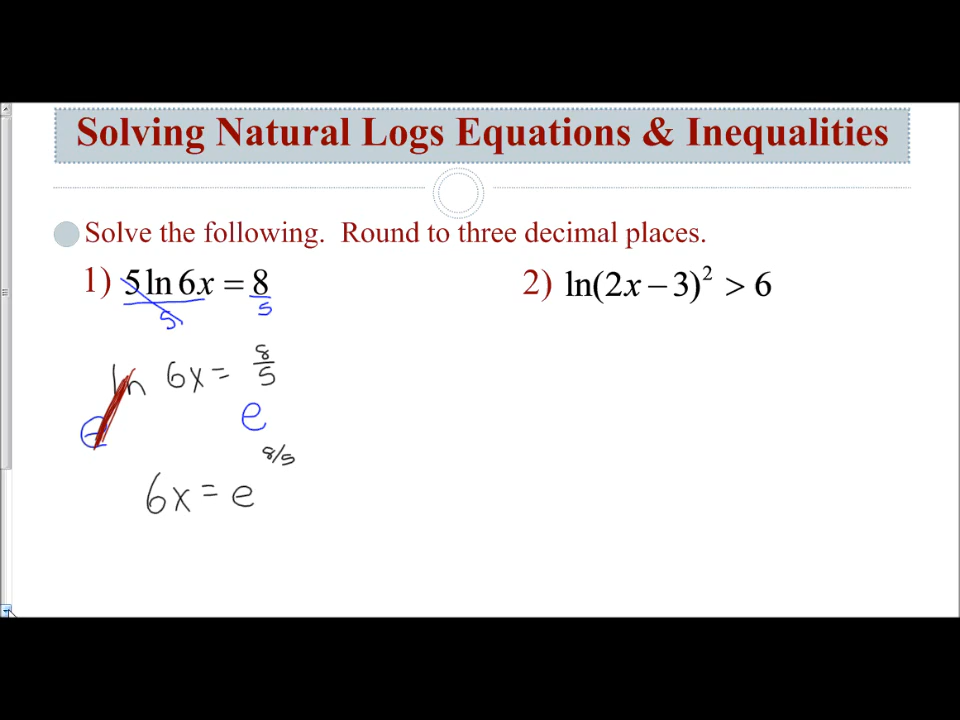 Solving Natural Logs Equations & Inequalities
Solve the following. Round to three decimal places.
1) 5 ln 6x = 8
5 5
ln 6x = 8/5
e e
6x = e^8/5
2) ln(2x − 3)² > 6